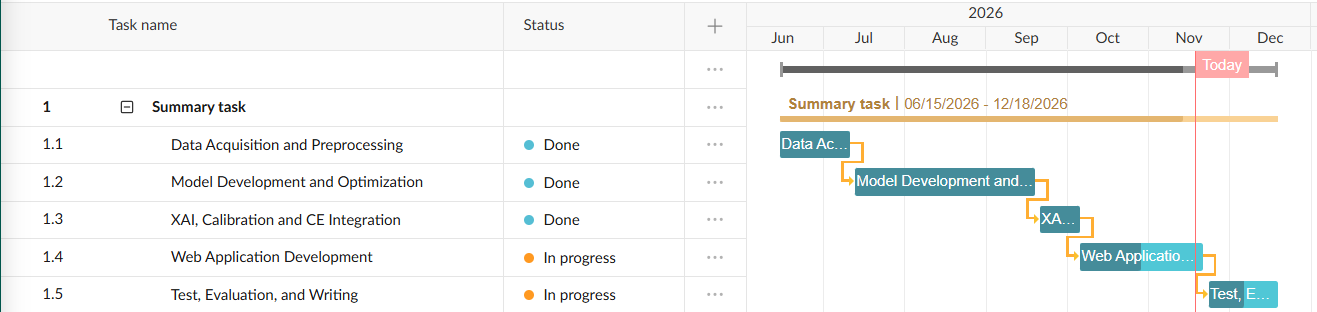 Task name Status 2026
Jun Jul Aug Sep Oct Nov Dec
Today
1 Summary task Summary task | 06/15/2026 - 12/18/2026
1.1 Data Acquisition and Preprocessing Done Data Ac...
1.2 Model Development and Optimization Done Model Development and...
1.3 XAI, Calibration and CE Integration Done XA...
1.4 Web Application Development In progress Web Applicatio...
1.5 Test, Evaluation, and Writing In progress Test, E...